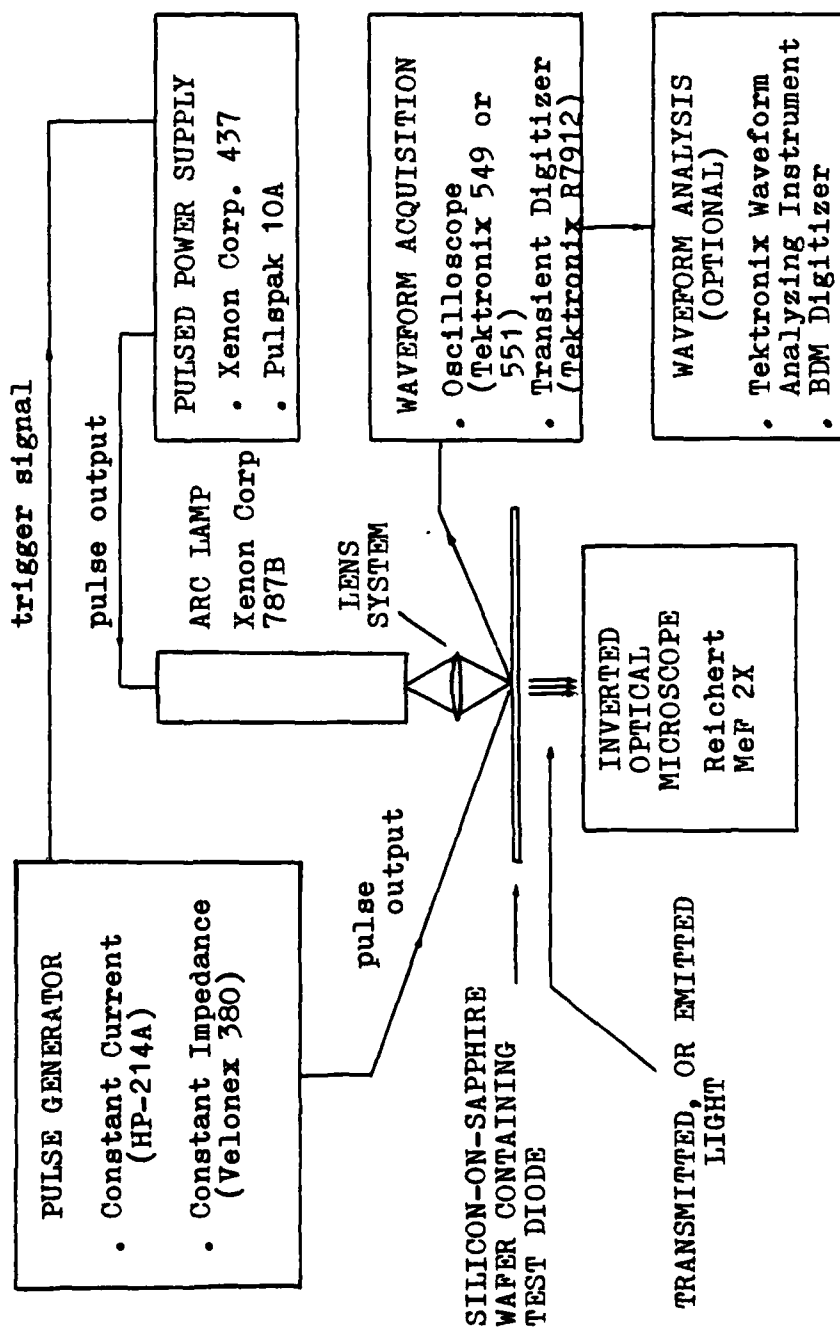 PULSE GENERATOR
• Constant Current
(HP-214A)
• Constant Impedance
(Velonex 380)
trigger signal
pulse output
PULSED POWER SUPPLY
• Xenon Corp. 437
• Pulspak 10A
ARC LAMP
Xenon Corp
787B
LENS
SYSTEM
pulse
output
WAVEFORM ACQUISITION
• Oscilloscope
(Tektronix 549 or
551)
• Transient Digitizer
(Tektronix R7912)
SILICON-ON-SAPPHIRE
WAFER CONTAINING
TEST DIODE
INVERTED
OPTICAL
MICROSCOPE
Reichert
MeF 2X
WAVEFORM ANALYSIS
(OPTIONAL)
• Tektronix Waveform
Analyzing Instrument
• BDM Digitizer
TRANSMITTED, OR EMITTED
LIGHT